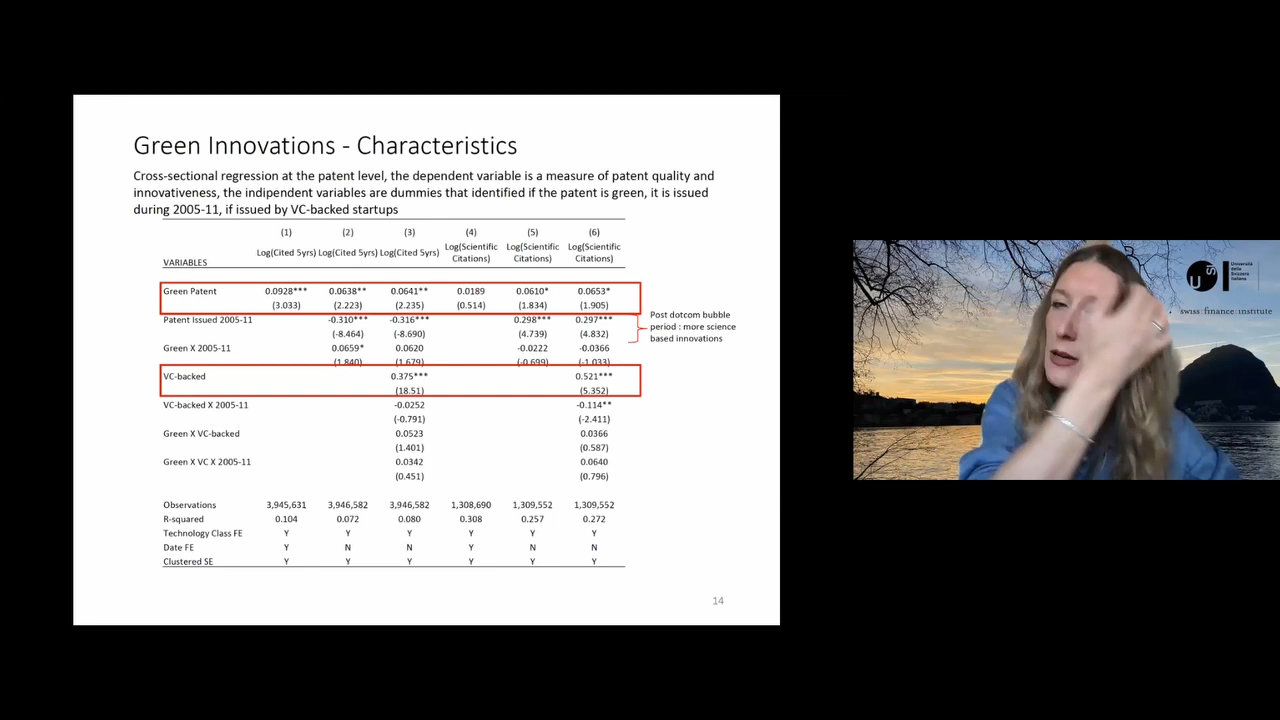 Green Innovations - Characteristics
Cross-sectional regression at the patent level, the dependent variable is a measure of patent quality and
innovativeness, the indipendent variables are dummies that identified if the patent is green, it is issued
during 2005-11, if issued by VC-backed startups
(1) (2) (3) (4) (5) (6)
VARIABLES Log(Cited 5yrs) Log(Cited 5yrs) Log(Cited 5yrs) Log(Scientific Citations) Log(Scientific Citations) Log(Scientific Citations)
Green Patent 0.0928*** 0.0638** 0.0641** 0.0189 0.0610* 0.0653*
(3.033) (2.223) (2.235) (0.514) (1.834) (1.905)
Patent Issued 2005-11 -0.310*** -0.316*** 0.298*** 0.297***
(-8.464) (-8.690) (4.739) (4.832)
Green X 2005-11 0.0659* 0.0620 -0.0222 -0.0366
(1.840) (1.679) (-0.699) (-1.033)
VC-backed 0.375*** 0.521***
(18.51) (5.352)
VC-backed X 2005-11 -0.0252 -0.114**
(-0.791) (-2.411)
Green X VC-backed 0.0523 0.0366
(1.401) (0.587)
Green X VC X 2005-11 0.0342 0.0640
(0.451) (0.796)
Observations 3,945,631 3,946,582 3,946,582 1,308,690 1,309,552 1,309,552
R-squared 0.104 0.072 0.080 0.308 0.257 0.272
Technology Class FE Y Y Y Y Y Y
Date FE Y N N Y N N
Clustered SE Y Y Y Y Y Y
Post dotcom bubble
period : more science
based innovations
14
Università
della
Svizzera
italiana
swiss:finance:institute